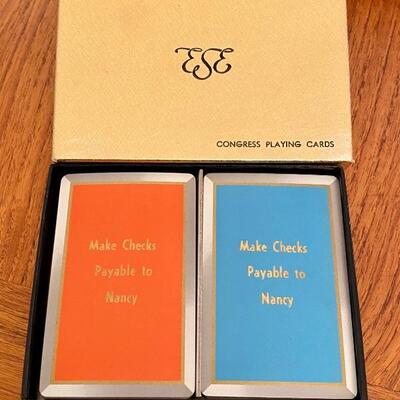 ESE
CONGRESS PLAYING CARDS
Make Checks
Payable to
Nancy
Make Checks
Payable to
Nancy